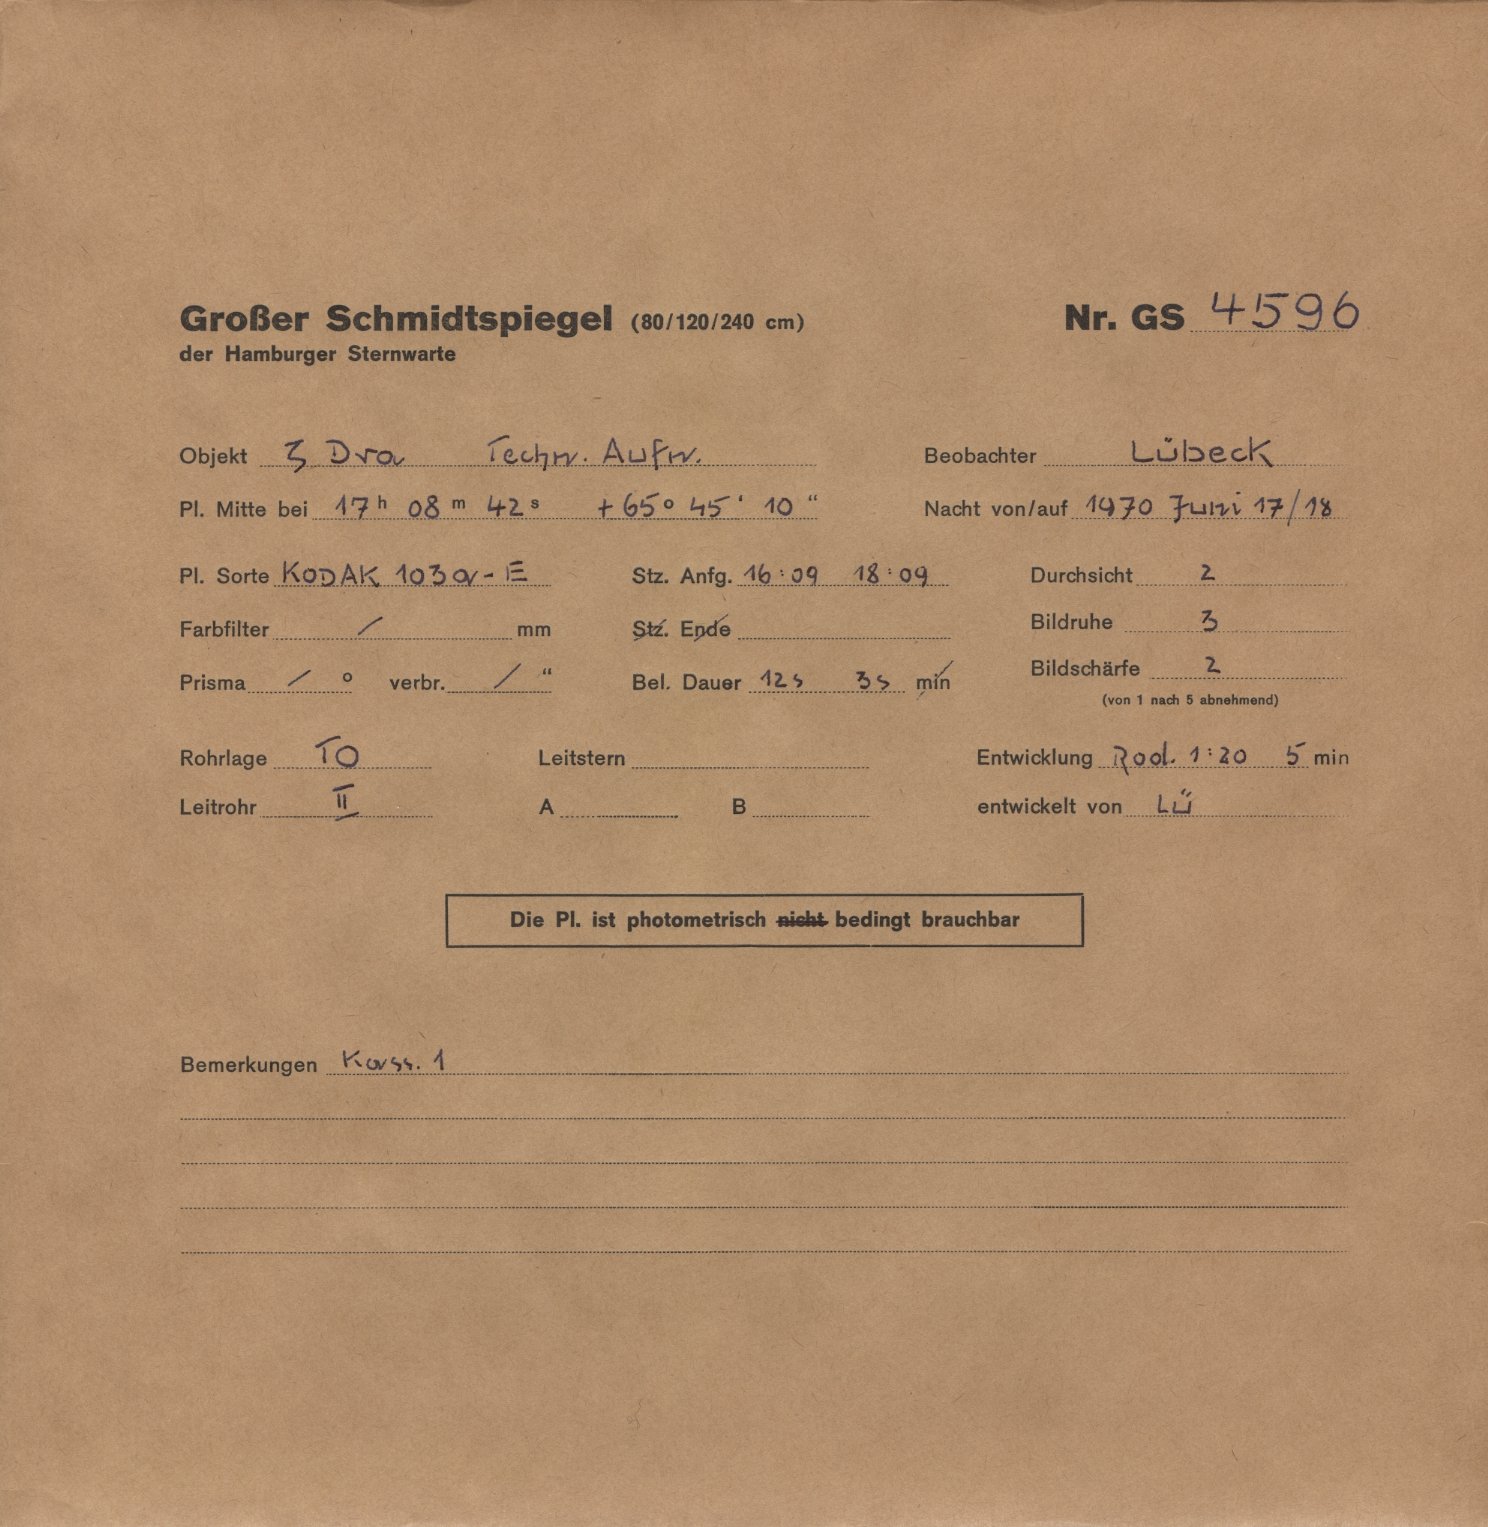 Großer Schmidtspiegel (80/120/240 cm) Nr. GS 4596
der Hamburger Sternwarte
Objekt ζ Dra Techn. Aufn. Beobachter Lübeck
Pl. Mitte bei 17h 08m 42s +65° 45' 10" Nacht von/auf 1970 Juni 17/18
Pl. Sorte KODAK 103a-E Stz. Anfg. 16:09 18:09 Durchsicht 2
Farbfilter / mm Stz. Ende Bildruhe 3
Prisma / ° verbr. / " Bel. Dauer 12s 3s min Bildschärfe 2
(von 1 nach 5 abnehmend)
Rohrlage TO Leitstern Entwicklung Rod. 1:20 5 min
Leitrohr II A B entwickelt von LÜ
Die Pl. ist photometrisch nicht bedingt brauchbar
Bemerkungen Kass. 1